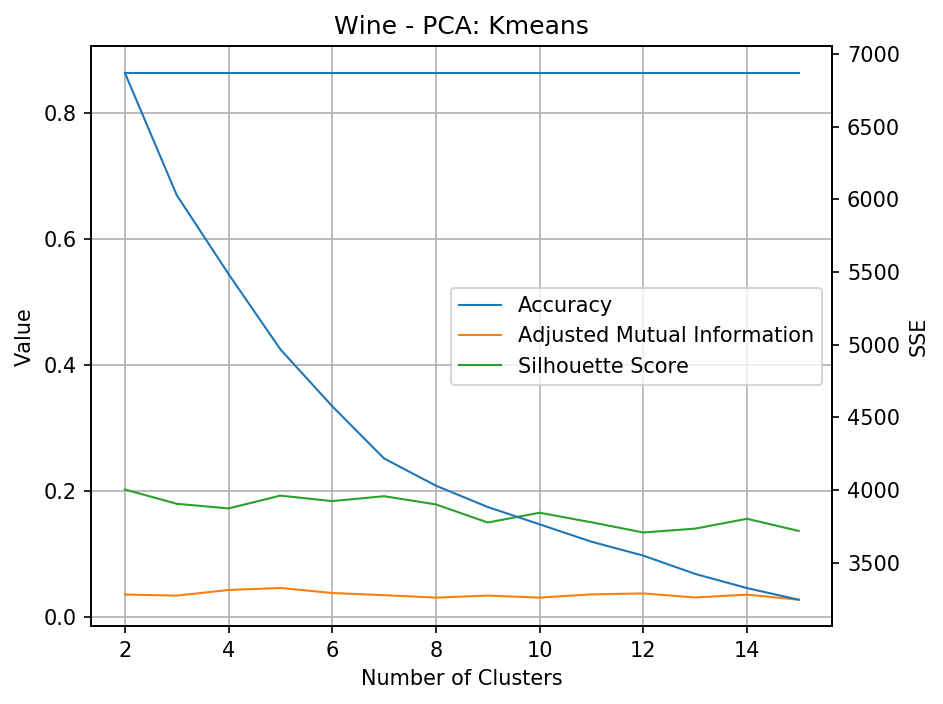 Wine - PCA: Kmeans
Value
0.8
0.6
0.4
0.2
0.0
7000
6500
6000
5500
5000
4500
4000
3500
SSE
Accuracy
Adjusted Mutual Information
Silhouette Score
2 4 6 8 10 12 14
Number of Clusters